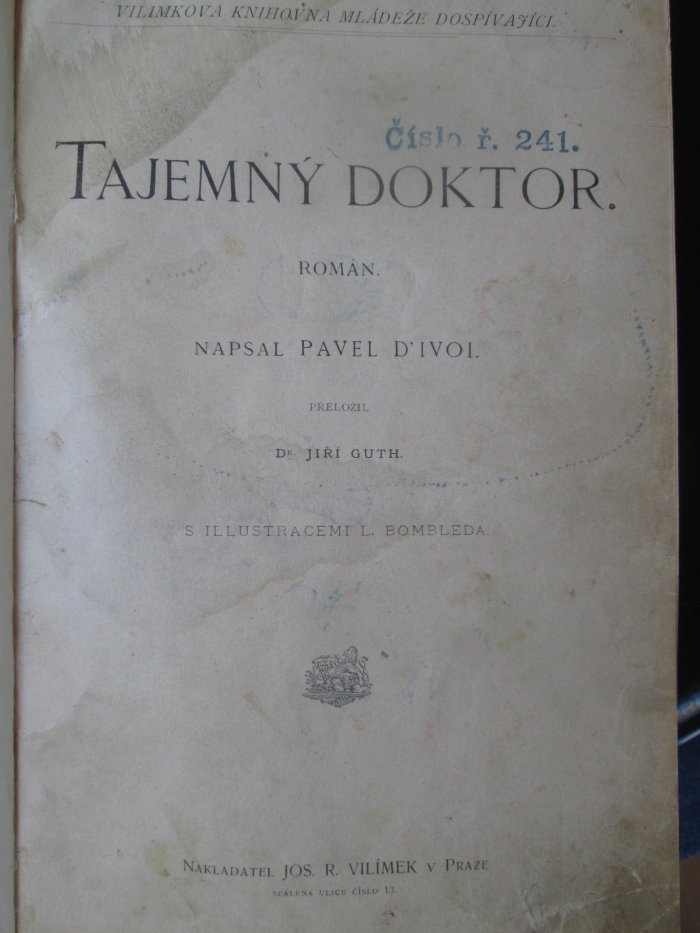 VILIMKOVA KNIHOVNA MLÁDEŽE DOSPÍVAJÍCÍ.
Číslo ř. 241.
TAJEMNÝ DOKTOR.
ROMÁN.
NAPSAL PAVEL D'IVOI.
PŘELOŽIL
DR. JIŘÍ GUTH.
S ILLUSTRACEMI L. BOMBLEDA.
NAKLADATEL JOS. R. VILÍMEK V PRAZE
SPÁLENÁ ULICE ČÍSLO 13.